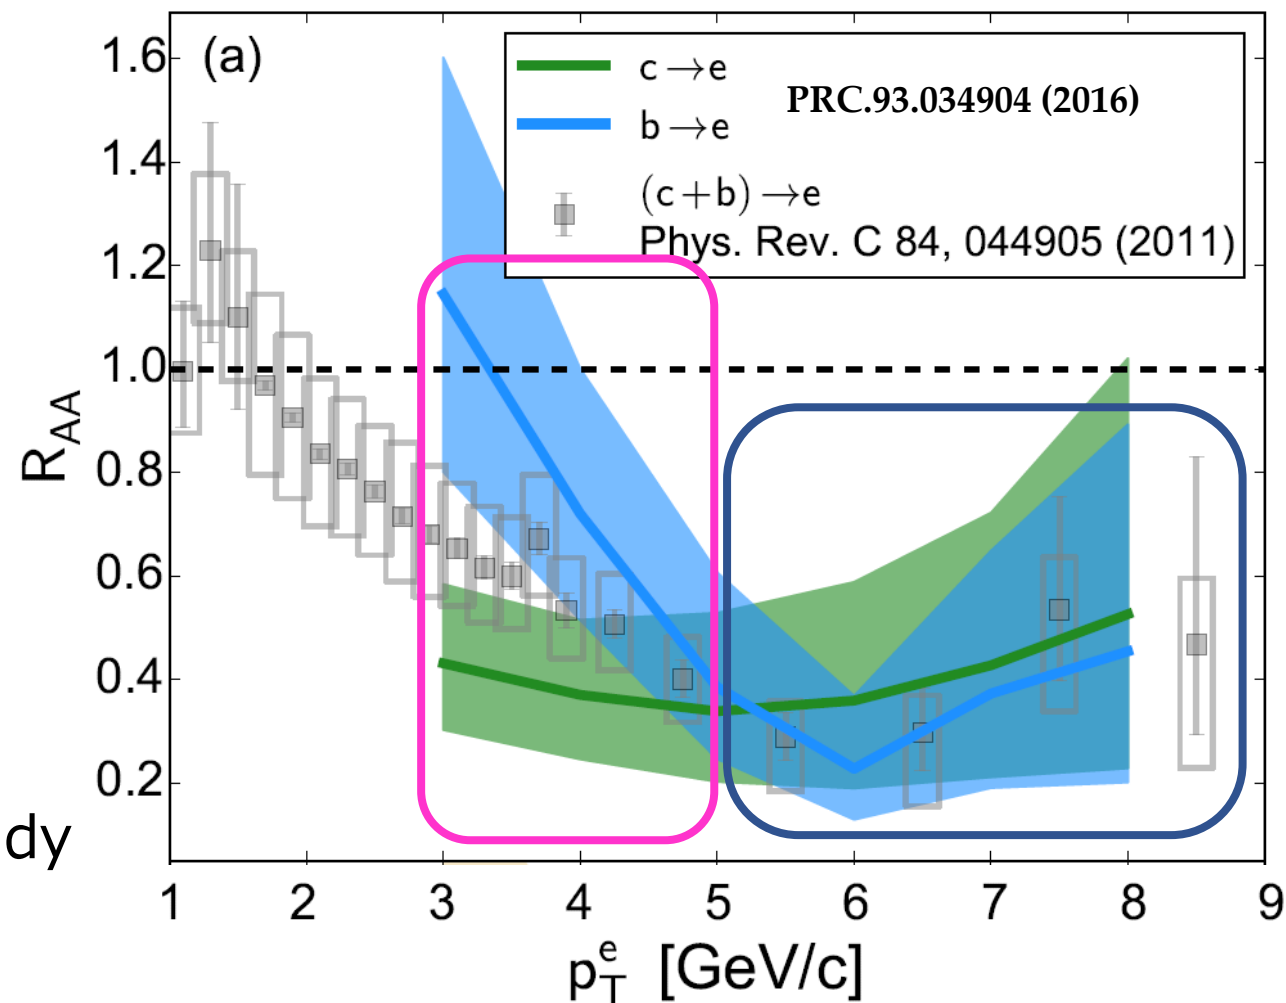 (a)
c→e
b→e
PRC.93.034904 (2016)
(c+b)→e
Phys. Rev. C 84, 044905 (2011)
R_AA
1.6
1.4
1.2
1.0
0.8
0.6
0.4
0.2
dy
1 2 3 4 5 6 7 8 9
p_T^e [GeV/c]